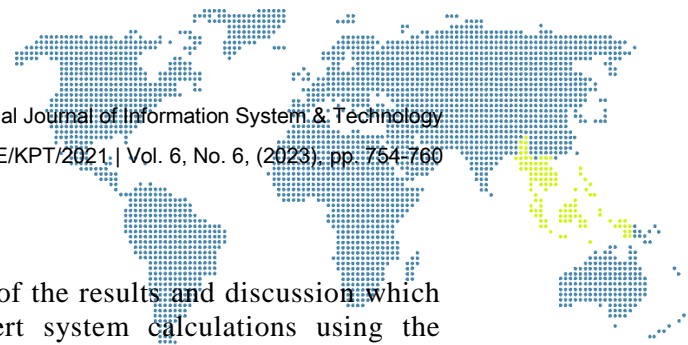 al Journal of Information System & Technology
E/KPT/2021 | Vol. 6, No. 6, (2023), pp. 754-760
of the results and discussion which
ert system calculations using the